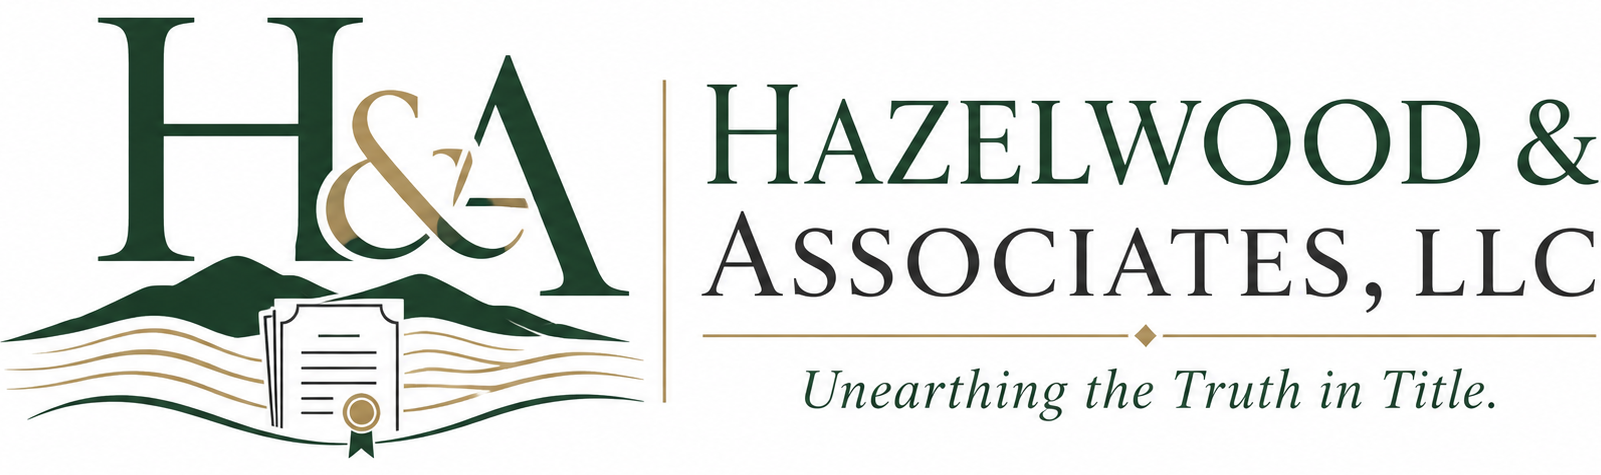 H&A
HAZELWOOD &
ASSOCIATES, LLC
Unearthing the Truth in Title.